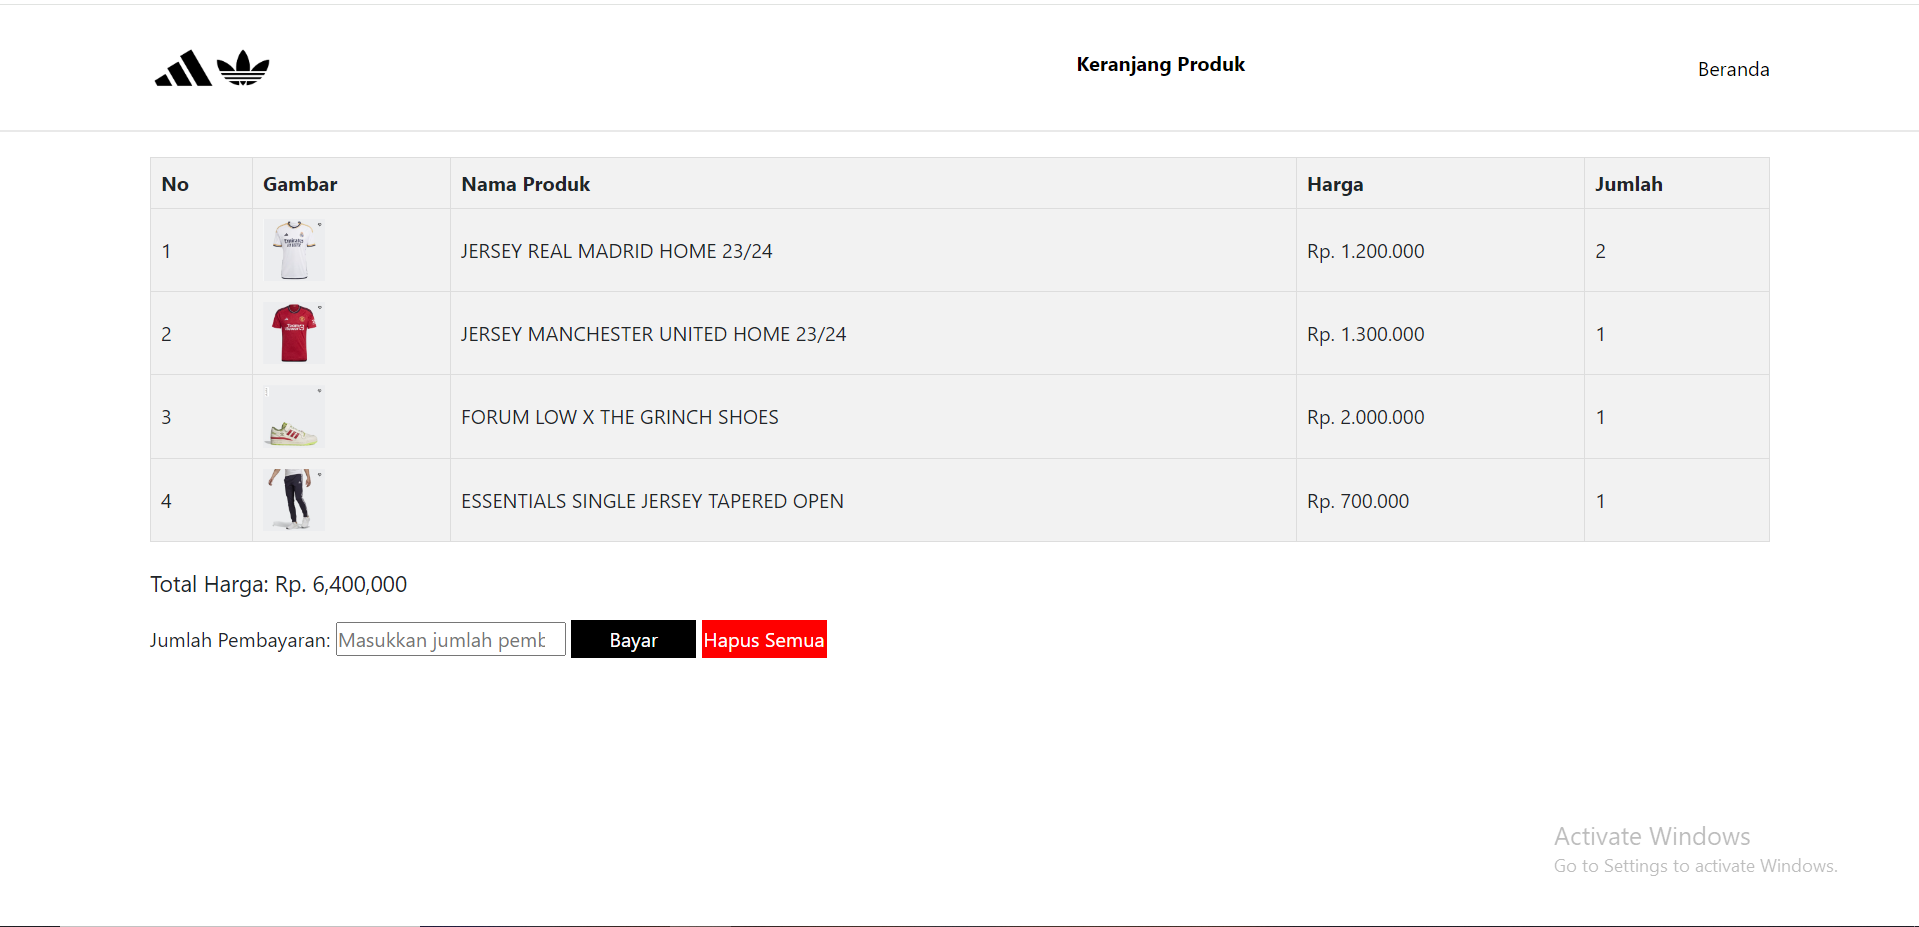 Keranjang Produk
Beranda
No Gambar Nama Produk Harga Jumlah
1 JERSEY REAL MADRID HOME 23/24 Rp. 1.200.000 2
2 JERSEY MANCHESTER UNITED HOME 23/24 Rp. 1.300.000 1
3 FORUM LOW X THE GRINCH SHOES Rp. 2.000.000 1
4 ESSENTIALS SINGLE JERSEY TAPERED OPEN Rp. 700.000 1
Total Harga: Rp. 6,400,000
Jumlah Pembayaran: Masukkan jumlah pemb Bayar Hapus Semua
Activate Windows
Go to Settings to activate Windows.